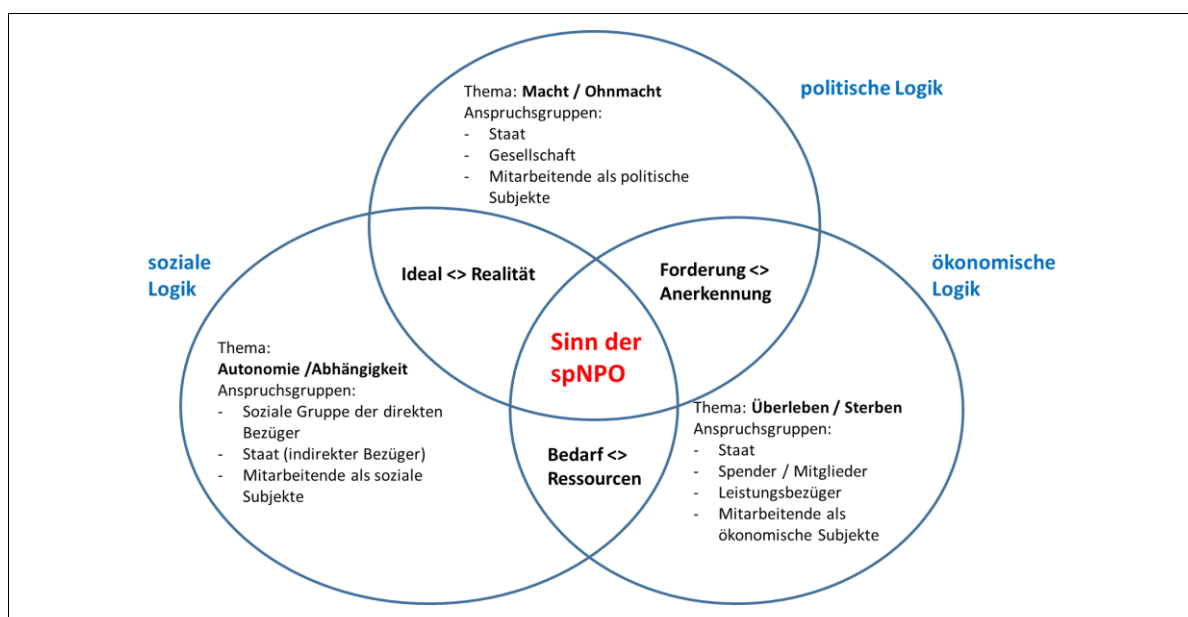 Thema: Macht / Ohnmacht
Anspruchsgruppen:
- Staat
- Gesellschaft
- Mitarbeitende als politische
Subjekte
politische Logik
soziale
Logik
Ideal <> Realität
Forderung <>
Anerkennung
ökonomische
Logik
Sinn der
spNPO
Thema:
Autonomie /Abhängigkeit
Anspruchsgruppen:
- Soziale Gruppe der direkten
Bezüger
- Staat (indirekter Bezüger)
- Mitarbeitende als soziale
Subjekte
Bedarf <>
Ressourcen
Thema: Überleben / Sterben
Anspruchsgruppen:
- Staat
- Spender / Mitglieder
- Leistungsbezüger
- Mitarbeitende als
ökonomische Subjekte